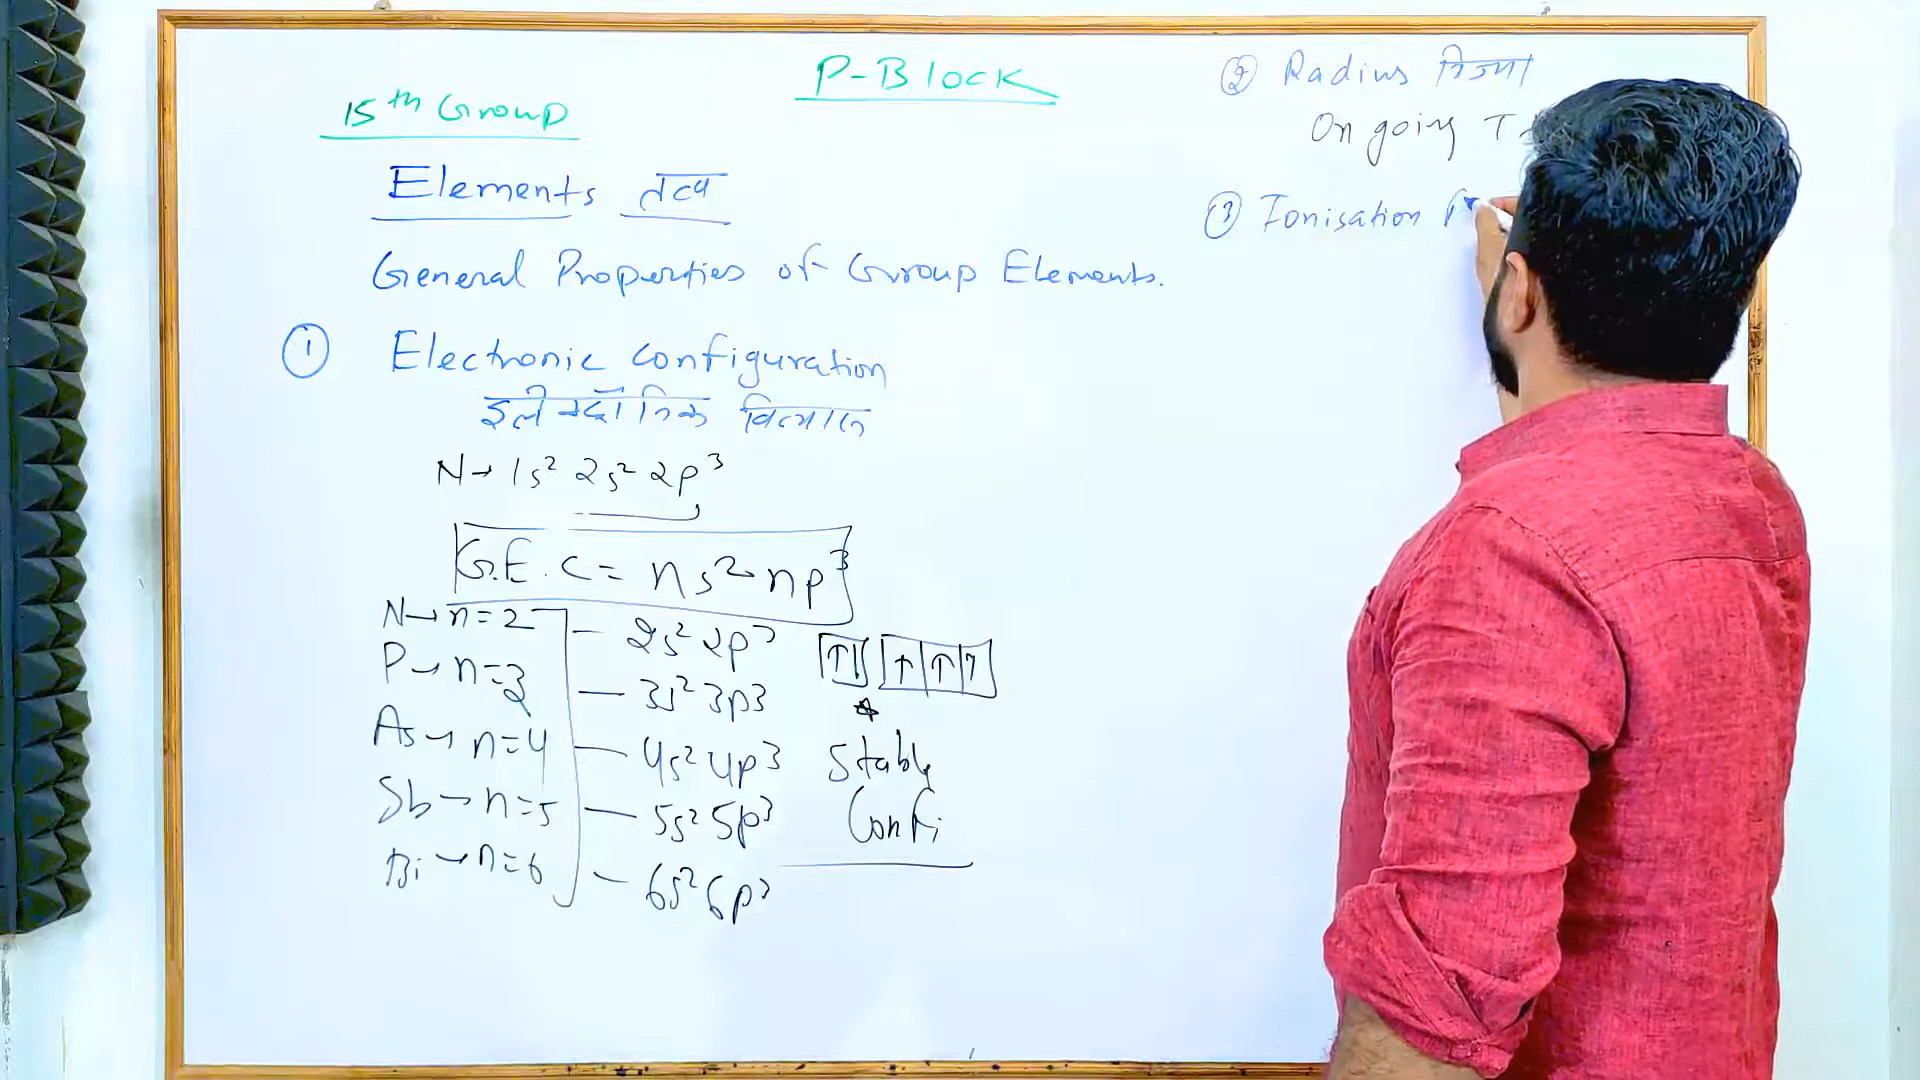 P-Block
15th Group
Elements तत्व
General Properties of Group Elements.
① Electronic Configuration
इलेक्ट्रॉनिक विन्यास
N → 1s² 2s² 2p³
G.E.C = ns² np³
N → n=2 — 2s² 2p³ ↑↓ ↑ ↑ ↑
P → n=3 — 3s² 3p3
As → n=4 — 4s² 4p3 Stable
Sb → n=5 — 5s² 5p3 Confi
Bi → n=6 — 6s² 6p3
② Radius त्रिज्या
On going T
③ Ionisation